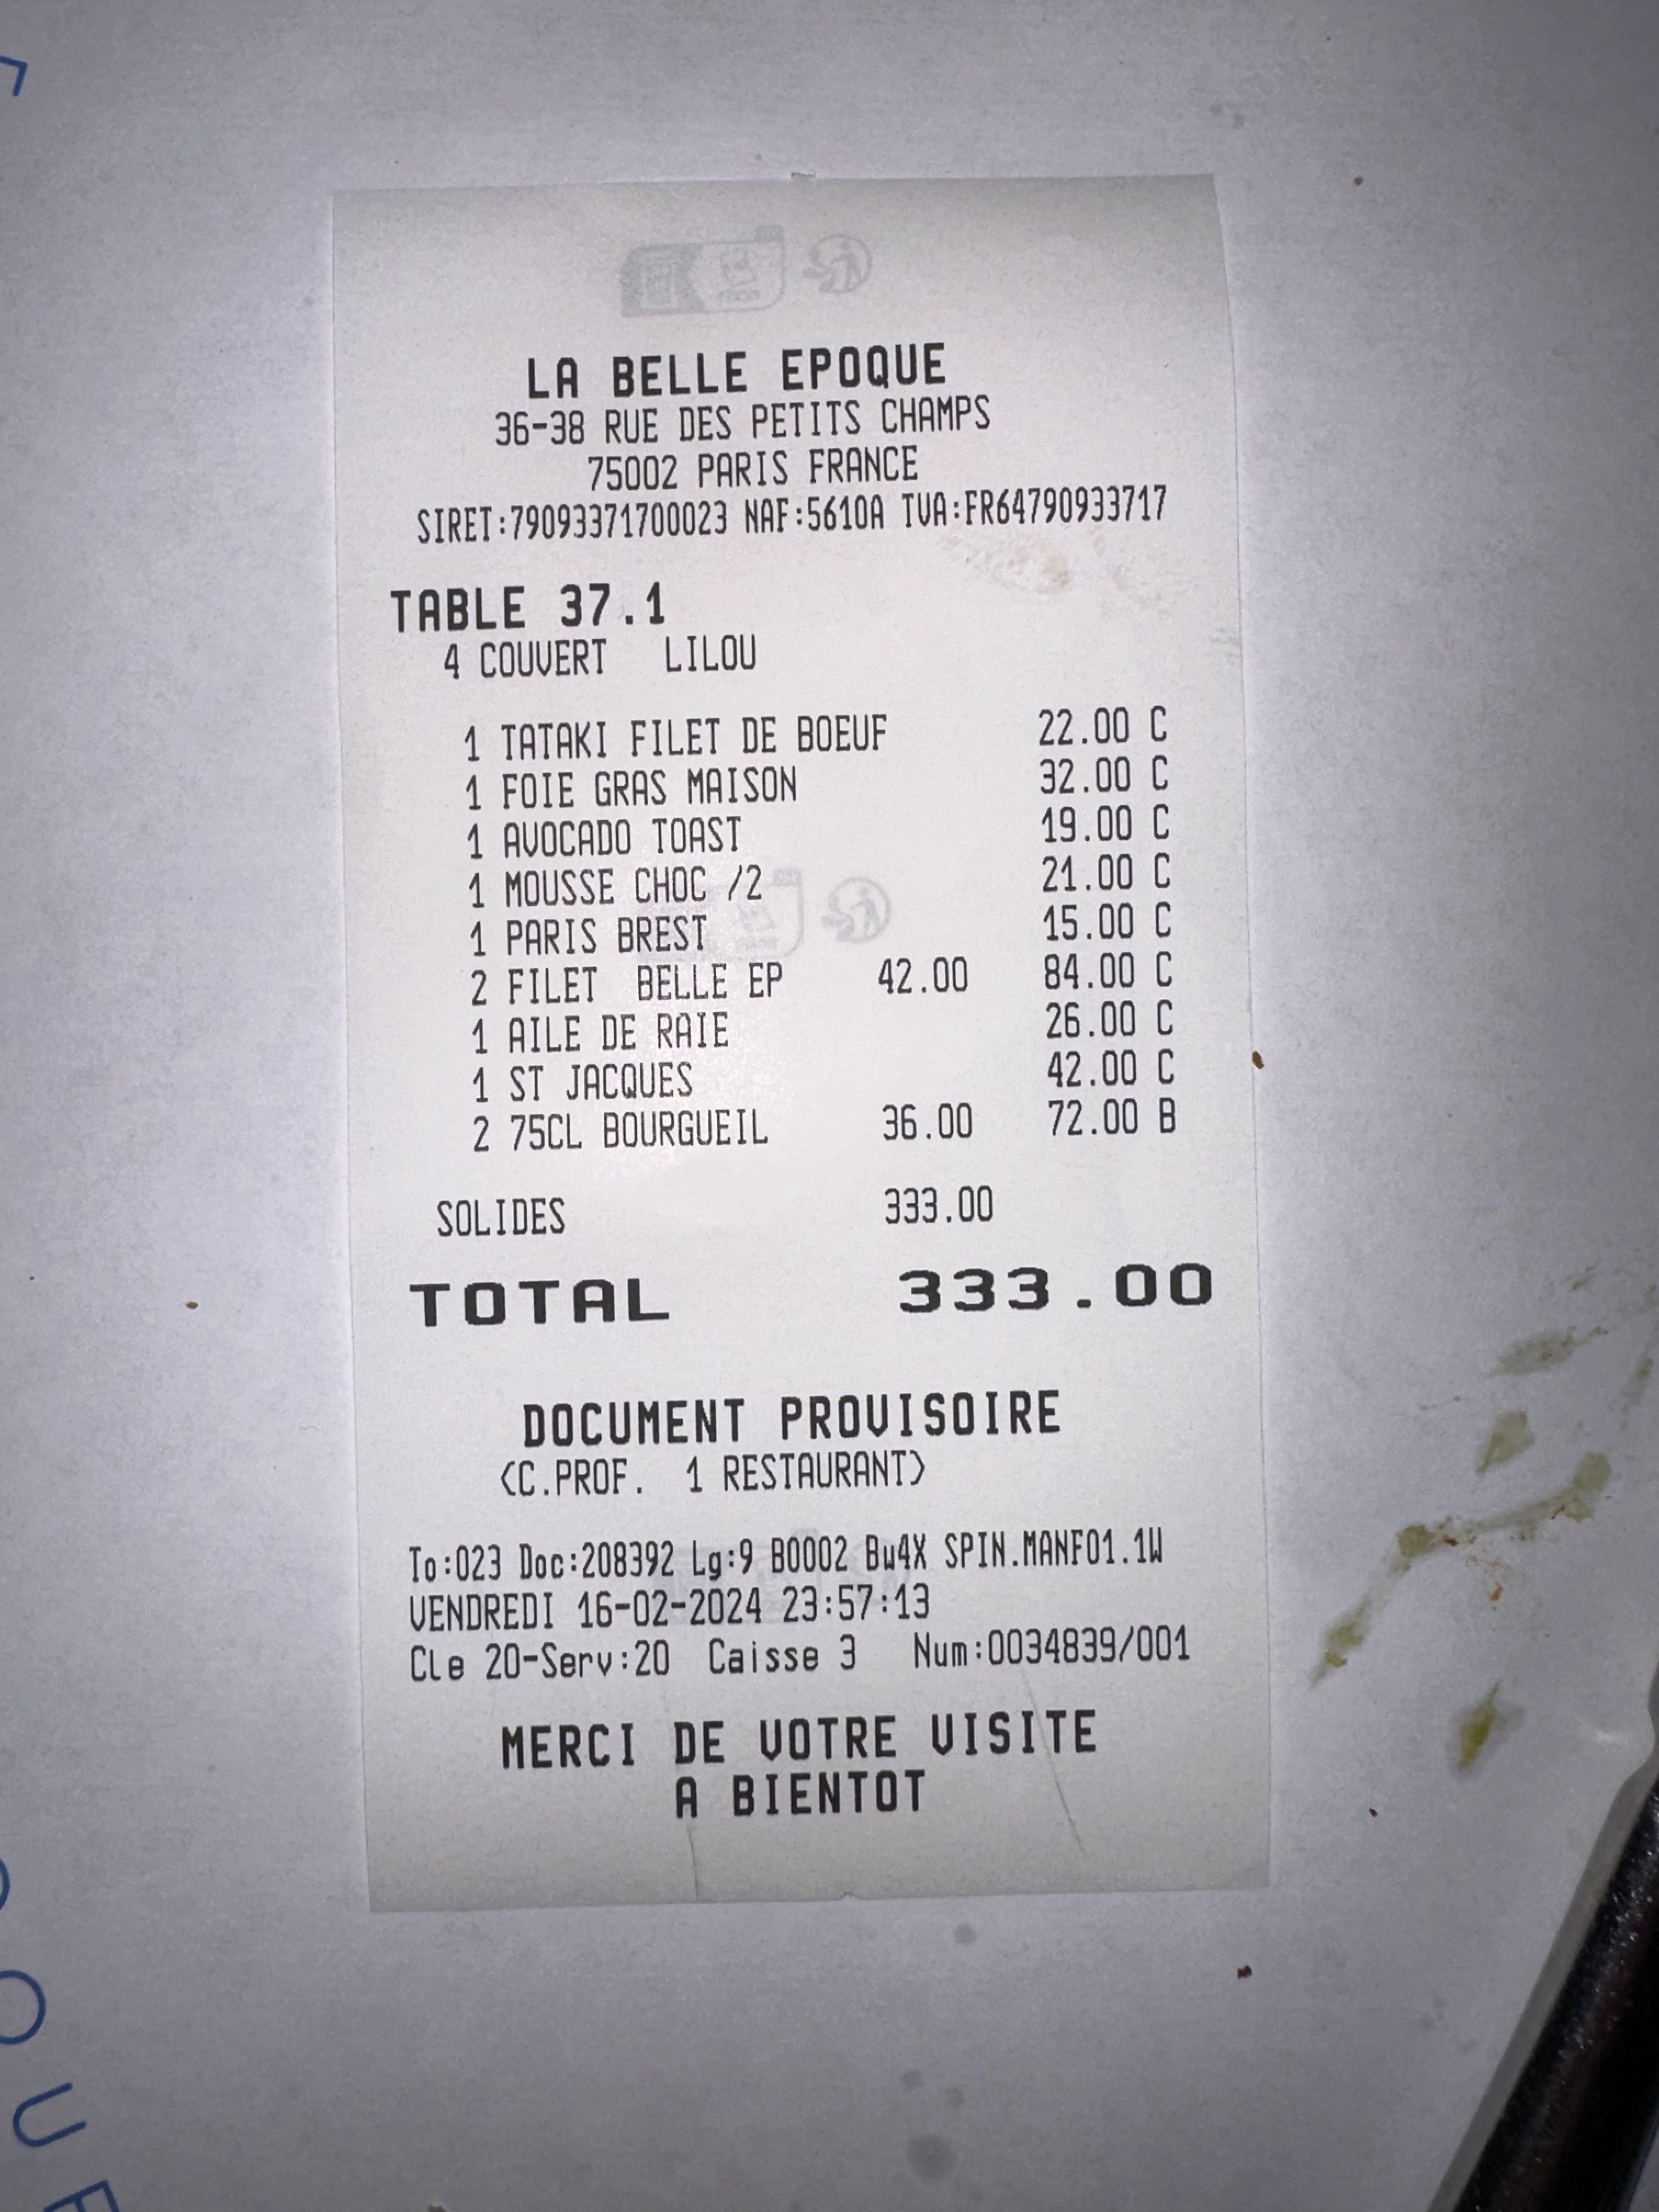 LA BELLE EPOQUE
36-38 RUE DES PETITS CHAMPS
75002 PARIS FRANCE
SIRET:79093371700023 NAF:5610A TVA:FR64790933717
TABLE 37.1
4 COUVERT LILOU
1 TATAKI FILET DE BOEUF 22.00 C
1 FOIE GRAS MAISON 32.00 C
1 AVOCADO TOAST 19.00 C
1 MOUSSE CHOC /2 21.00 C
1 PARIS BREST 15.00 C
2 FILET BELLE EP 42.00 84.00 C
1 AILE DE RAIE 26.00 C
1 ST JACQUES 42.00 C
2 75CL BOURGUEIL 36.00 72.00 B
SOLIDES 333.00
TOTAL 333.00
DOCUMENT PROVISOIRE
<C.PROF. 1 RESTAURANT>
To:023 Doc:208392 Lg:9 B0002 Bu4X SPIN.MANF01.1W
VENDREDI 16-02-2024 23:57:13
Cle 20-Serv:20 Caisse 3 Num:0034839/001
MERCI DE VOTRE VISITE
A BIENTOT